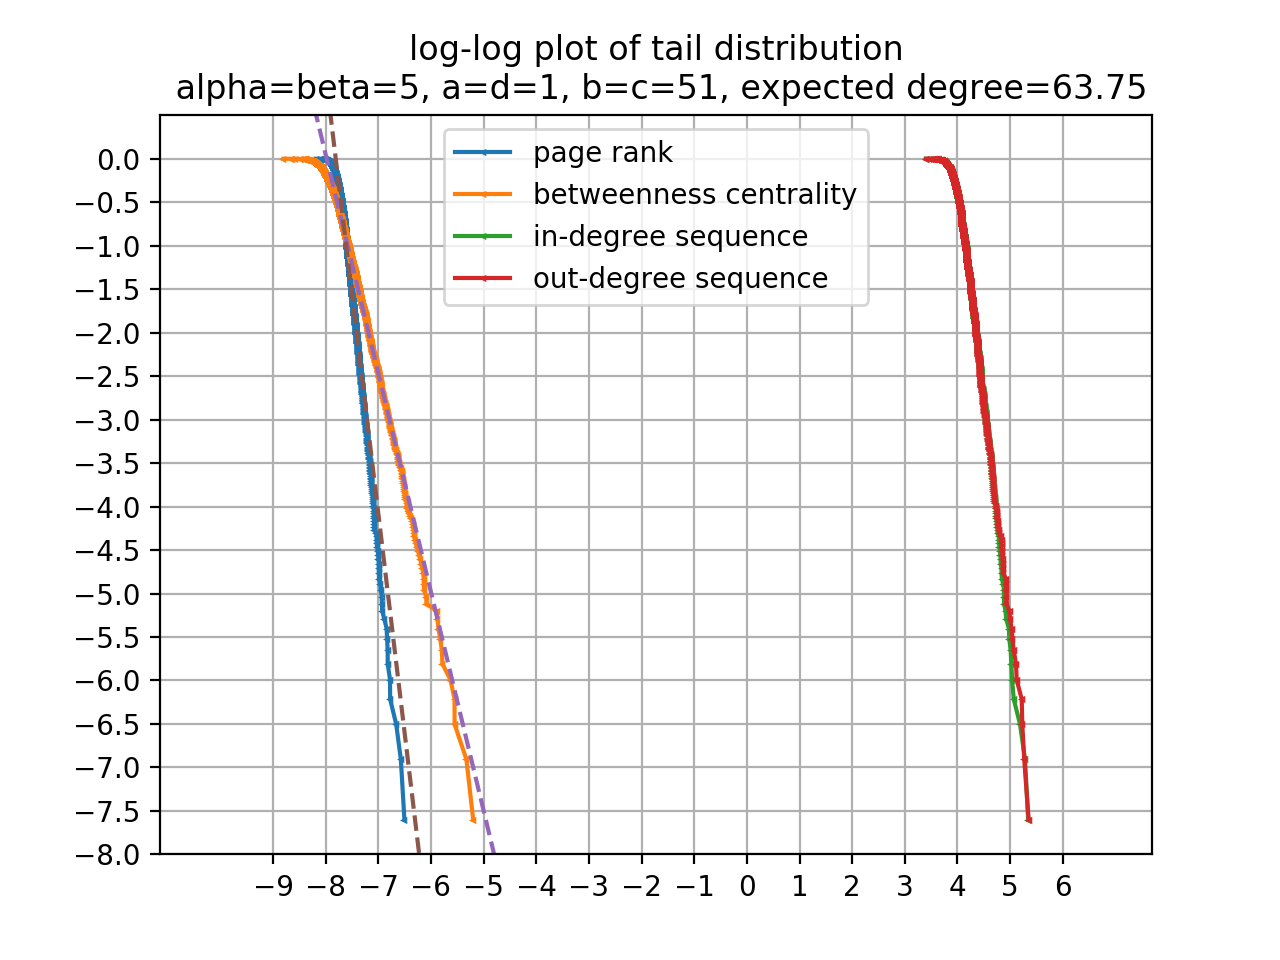 log-log plot of tail distribution
alpha=beta=5, a=d=1, b=c=51, expected degree=63.75
page rank
betweenness centrality
in-degree sequence
out-degree sequence
0.0
−0.5
−1.0
−1.5
−2.0
−2.5
−3.0
−3.5
−4.0
−4.5
−5.0
−5.5
−6.0
−6.5
−7.0
−7.5
−8.0
−9 −8 −7 −6 −5 −4 −3 −2 −1 0 1 2 3 4 5 6